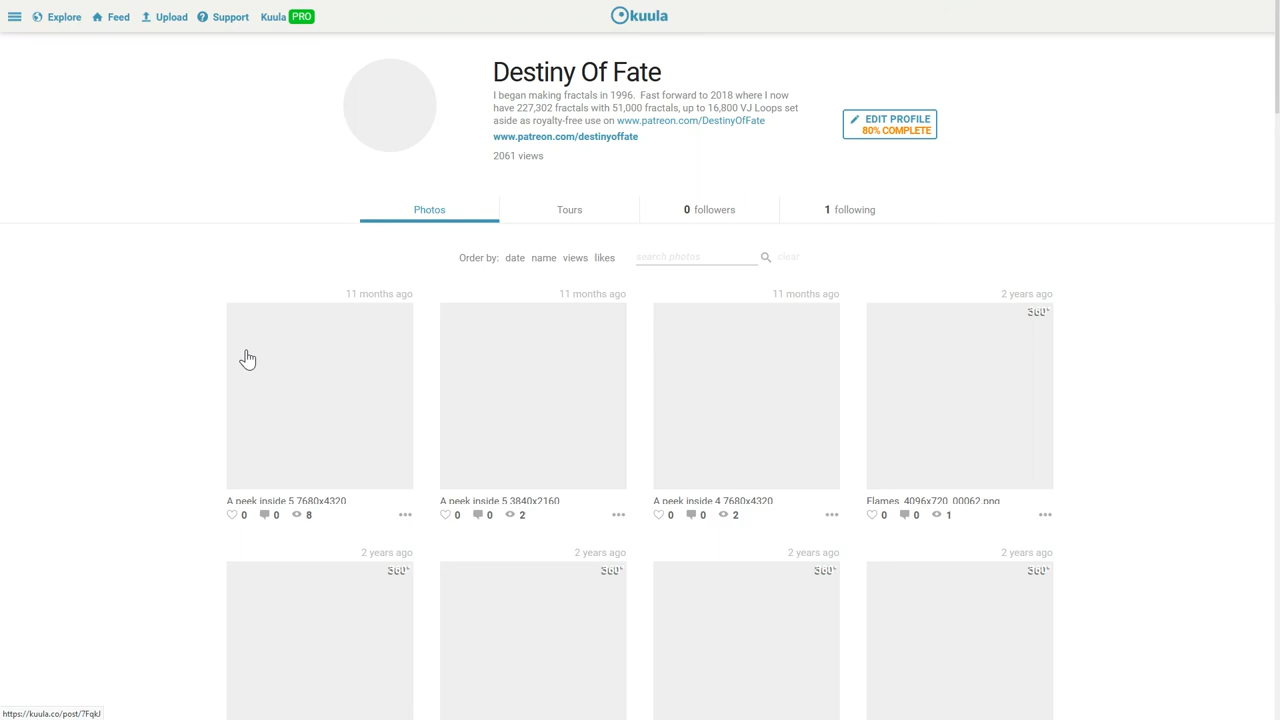 Explore Feed Upload Support Kuula PRO
kuula
Destiny Of Fate
I began making fractals in 1996. Fast forward to 2018 where I now
have 227,302 fractals with 51,000 fractals, up to 16,800 VJ Loops set
aside as royalty-free use on www.patreon.com/DestinyOfFate
www.patreon.com/destinyoffate
2061 views
EDIT PROFILE
80% COMPLETE
Photos Tours 0 followers 1 following
Order by: date name views likes search photos clear
11 months ago 11 months ago 11 months ago 2 years ago
360°
A peek inside 5 7680x4320 A peek inside 5 3840x2160 A peek inside 4 7680x4320 Flames_4096x720_00062.png
0 0 8 0 0 2 0 0 2 0 0 1
2 years ago 2 years ago 2 years ago 2 years ago
360° 360° 360° 360°
https://kuula.co/post/7FqkJ